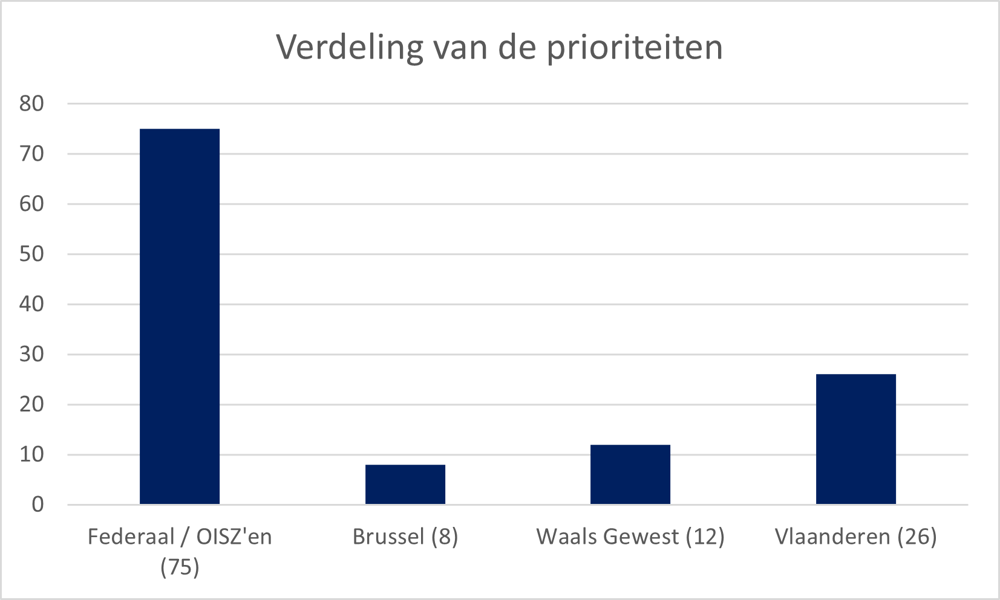 Verdeling van de prioriteiten
80
70
60
50
40
30
20
10
0
Federaal / OISZ'en
(75)
Brussel (8)
Waals Gewest (12)
Vlaanderen (26)